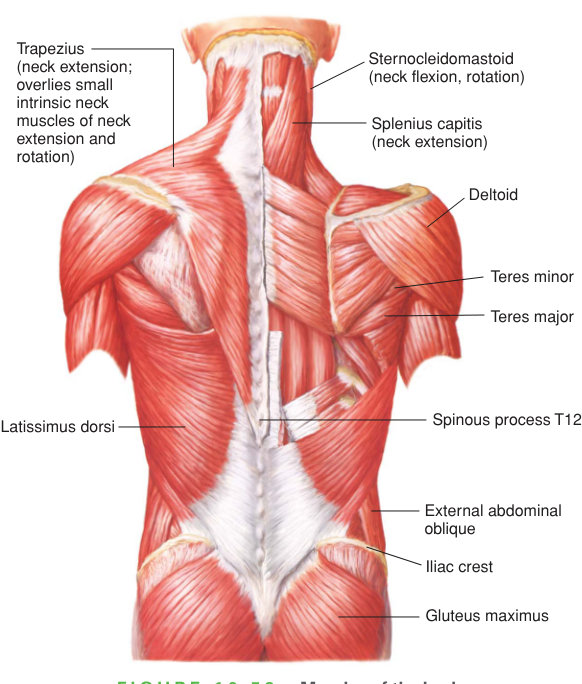 Trapezius
(neck extension;
overlies small
intrinsic neck
muscles of neck
extension and
rotation)
Sternocleidomastoid
(neck flexion, rotation)
Splenius capitis
(neck extension)
Deltoid
Teres minor
Teres major
Latissimus dorsi
Spinous process T12
External abdominal
oblique
Iliac crest
Gluteus maximus